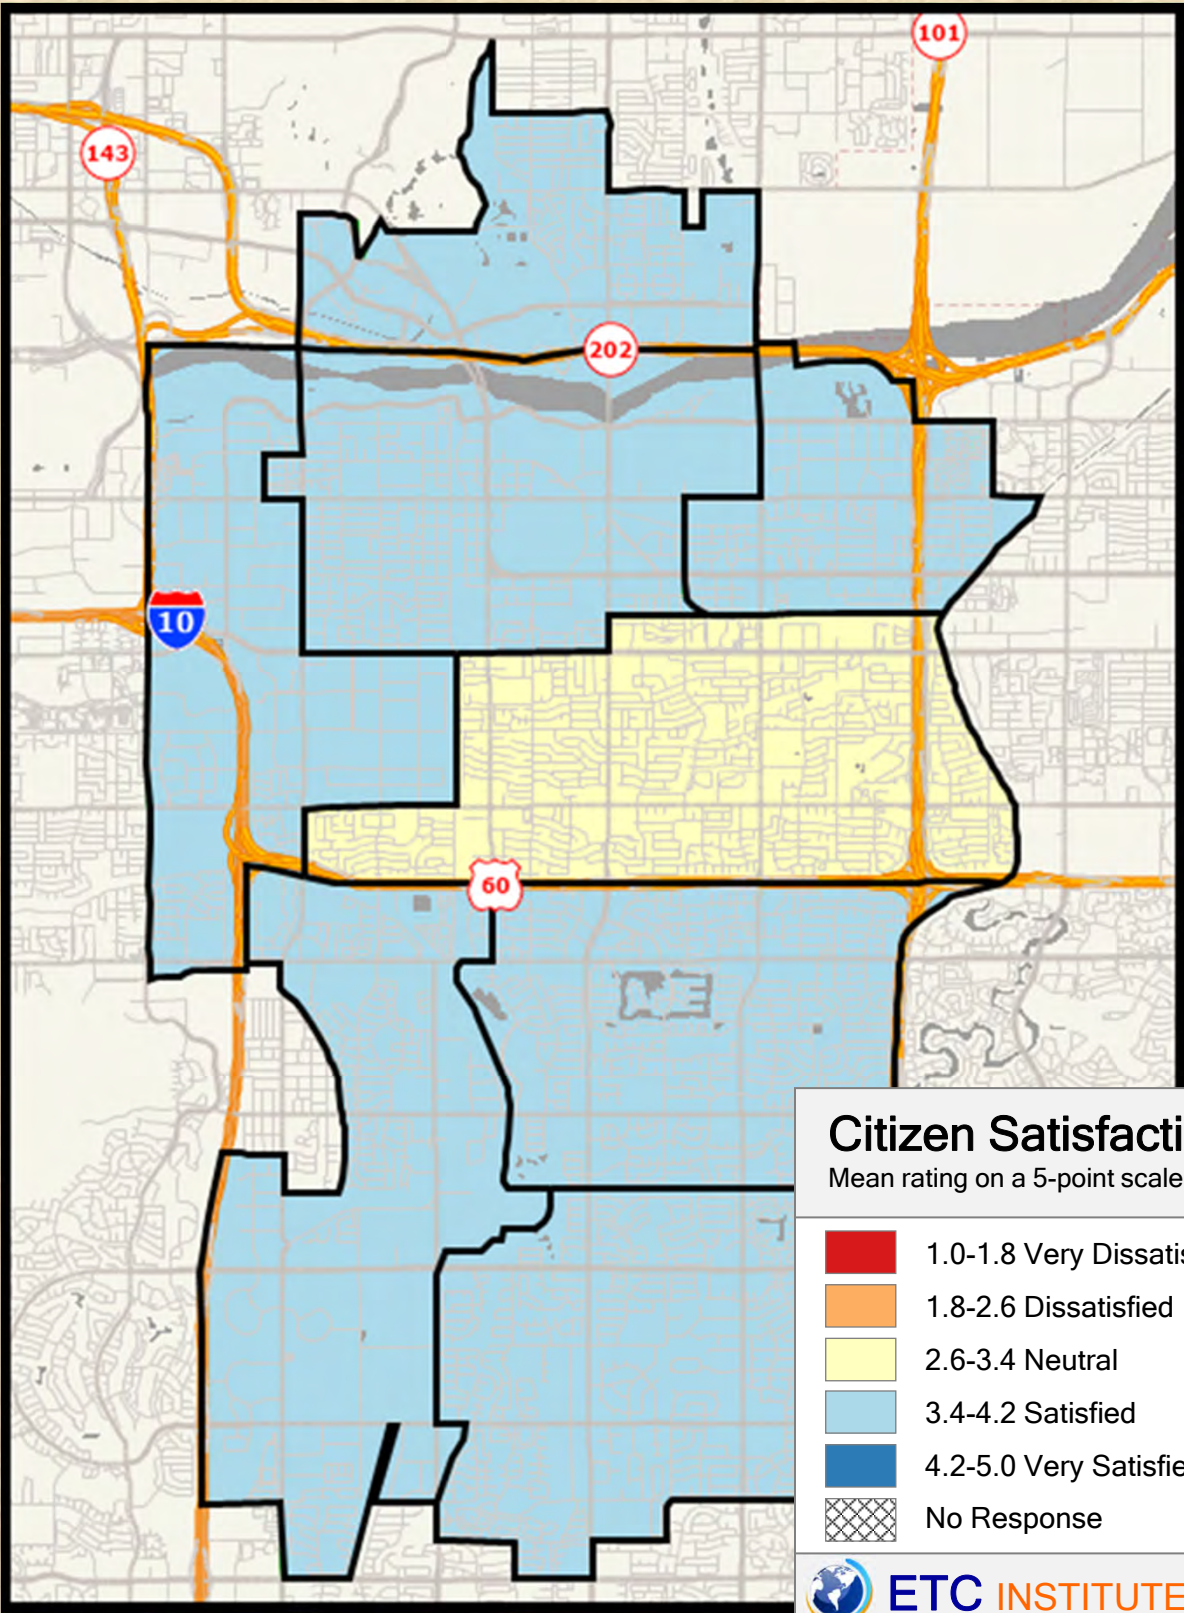 101
143
202
10
60
Citizen Satisfacti
Mean rating on a 5-point scale
1.0-1.8 Very Dissatis
1.8-2.6 Dissatisfied
2.6-3.4 Neutral
3.4-4.2 Satisfied
4.2-5.0 Very Satisfie
No Response
ETC INSTITUTE